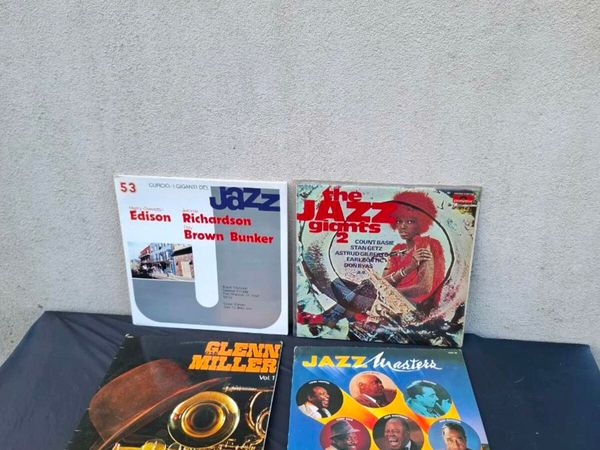 53
CURCIO: I GIGANTI DEL
Jazz
Edison
Richardson
Brown Bunker
the
JAZZ
giants
2
COUNT BASIE
STAN GETZ
ASTRUD GILBERTO
EARL BOSTIC
DON BYAS
GLENN
MILLER
Vol. 1
JAZZ Masters